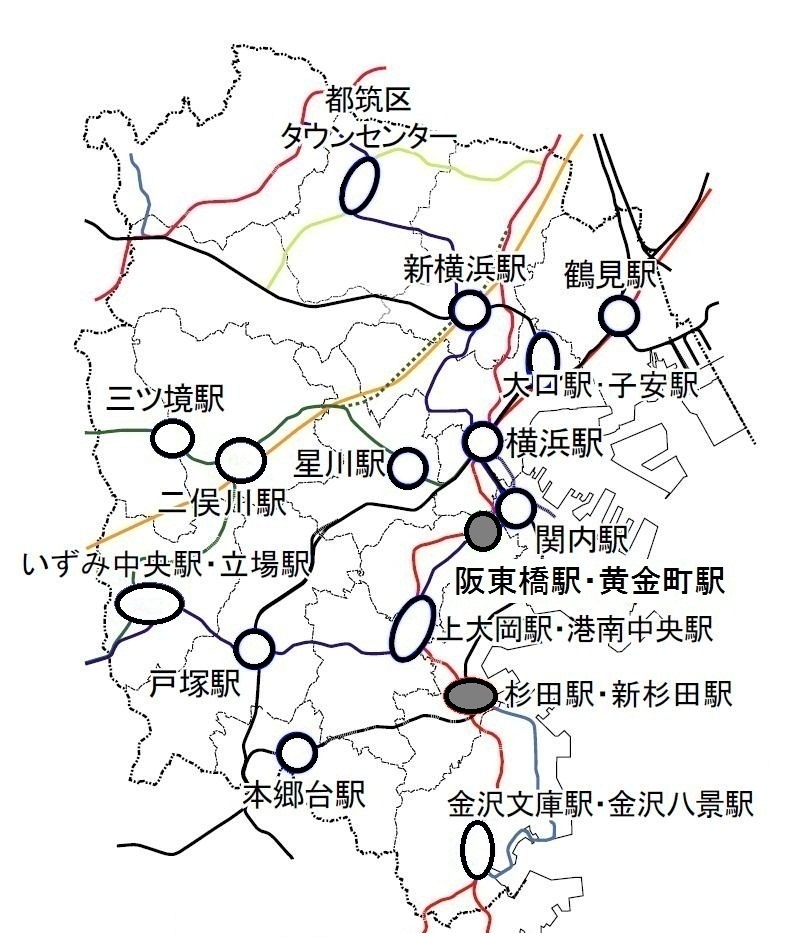 都筑区
タウンセンター
新横浜駅
鶴見駅
大口駅・子安駅
三ツ境駅
横浜駅
星川駅
二俣川駅
関内駅
いずみ中央駅・立場駅
阪東橋駅・黄金町駅
上大岡駅・港南中央駅
戸塚駅
杉田駅・新杉田駅
本郷台駅
金沢文庫駅・金沢八景駅